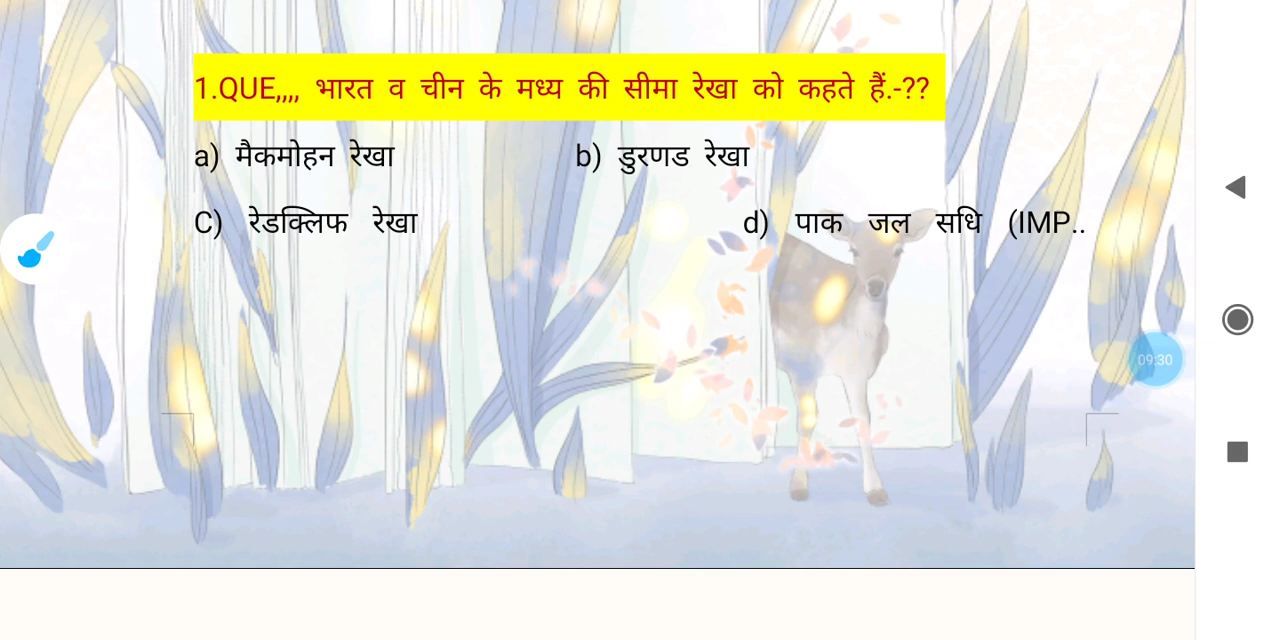 1.QUE,,,, भारत व चीन के मध्य की सीमा रेखा को कहते हैं.-??
a) मैकमोहन रेखा b) डुरणड रेखा
C) रेडक्लिफ रेखा d) पाक जल सधि (IMP..
09:30